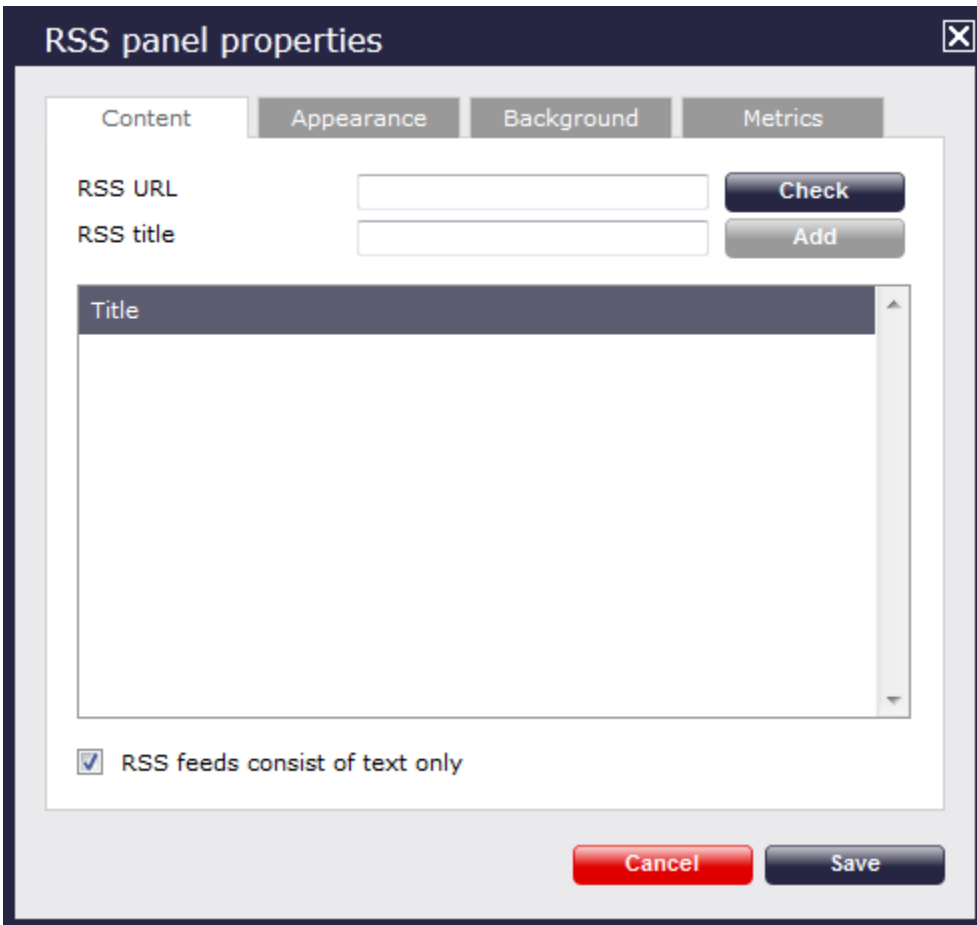 RSS panel properties
Content Appearance Background Metrics
RSS URL Check
RSS title Add
Title
RSS feeds consist of text only
Cancel Save